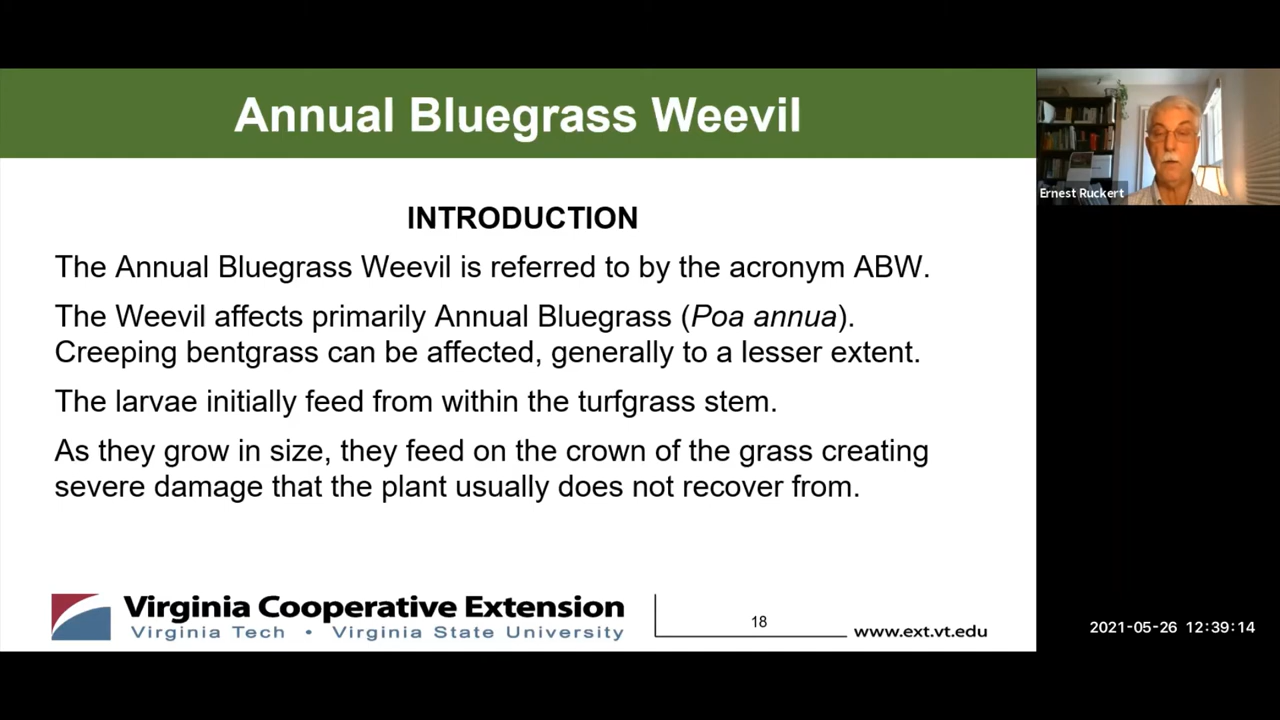 Annual Bluegrass Weevil
INTRODUCTION
The Annual Bluegrass Weevil is referred to by the acronym ABW.
The Weevil affects primarily Annual Bluegrass (Poa annua).
Creeping bentgrass can be affected, generally to a lesser extent.
The larvae initially feed from within the turfgrass stem.
As they grow in size, they feed on the crown of the grass creating
severe damage that the plant usually does not recover from.
Virginia Cooperative Extension
Virginia Tech • Virginia State University
18
www.ext.vt.edu
Ernest Ruckert
2021-05-26 12:39:14